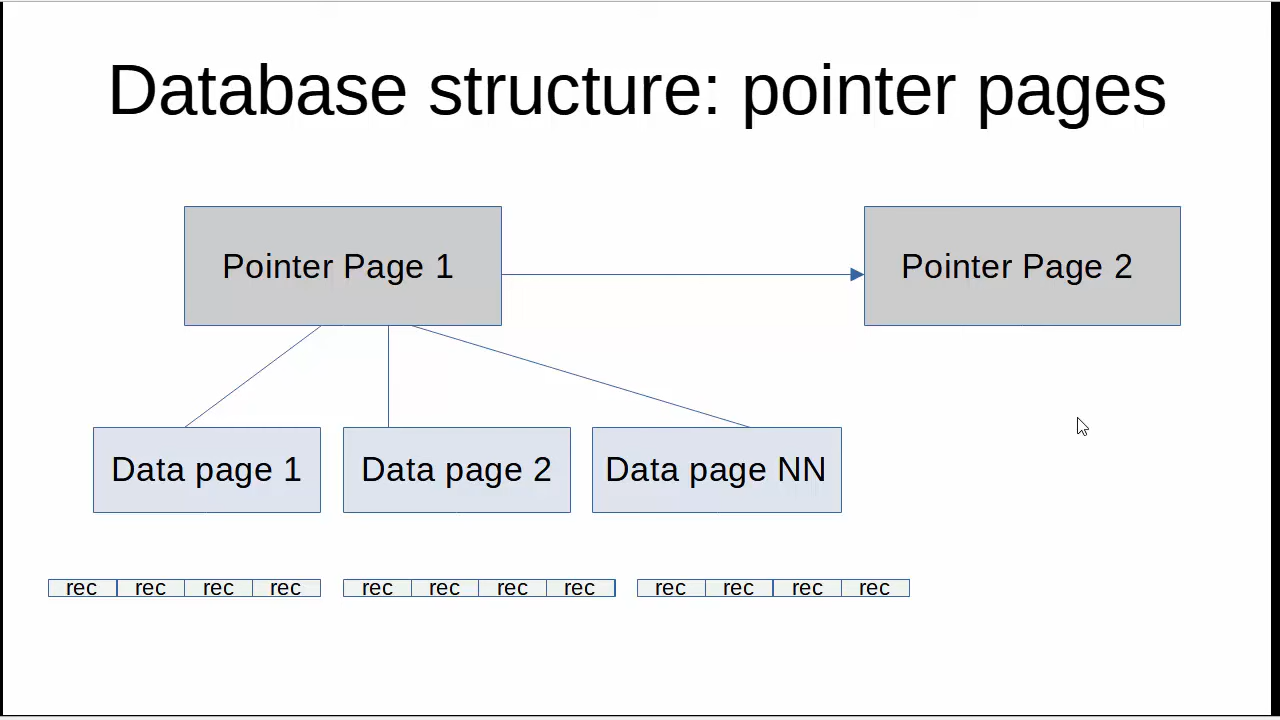 Database structure: pointer pages
Pointer Page 1
Pointer Page 2
Data page 1
Data page 2
Data page NN
rec rec rec rec
rec rec rec rec
rec rec rec rec